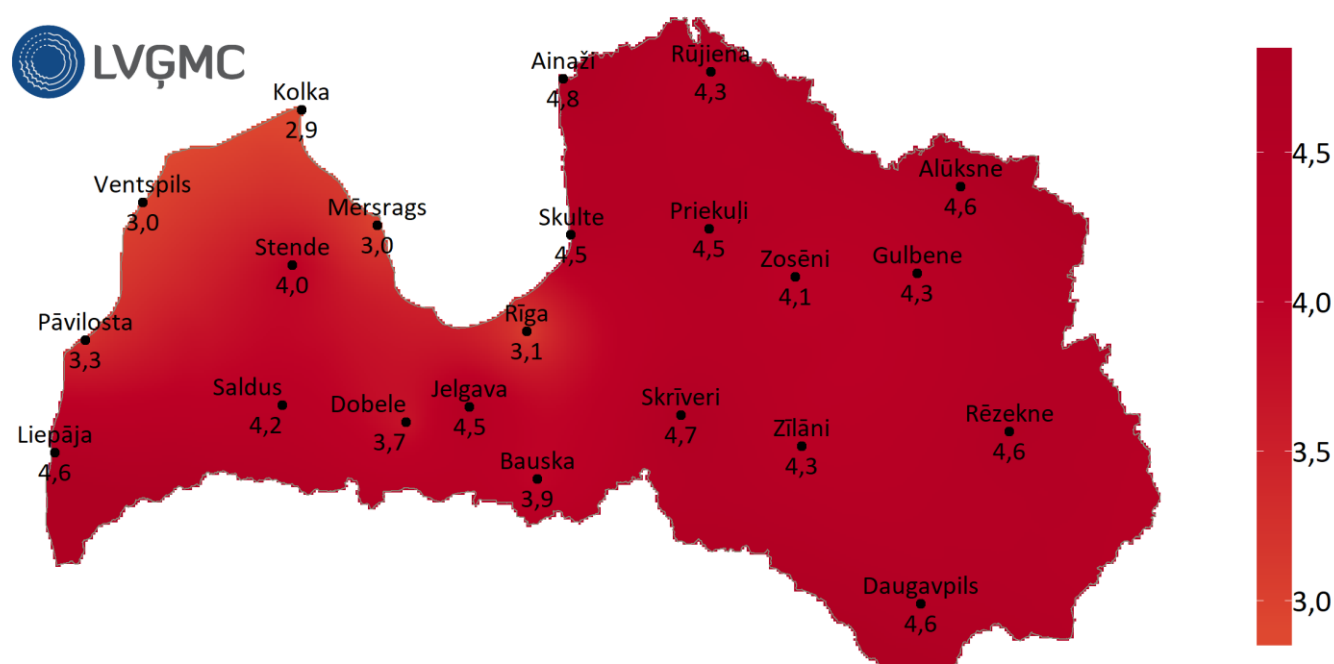 LVĢMC
Ainaži
4,8
Rūjiena
4,3
Kolka
2,9
Ventspils
3,0
Mērsrags
3,0
Stende
4,0
Skulte
4,5
Priekuļi
4,5
Alūksne
4,6
Zosēni
4,1
Gulbene
4,3
Pāvilosta
3,3
Rīga
3,1
Saldus
4,2
Dobele
3,7
Jelgava
4,5
Skrīveri
4,7
Zīlāni
4,3
Rēzekne
4,6
Liepāja
4,6
Bauska
3,9
Daugavpils
4,6
4,5
4,0
3,5
3,0